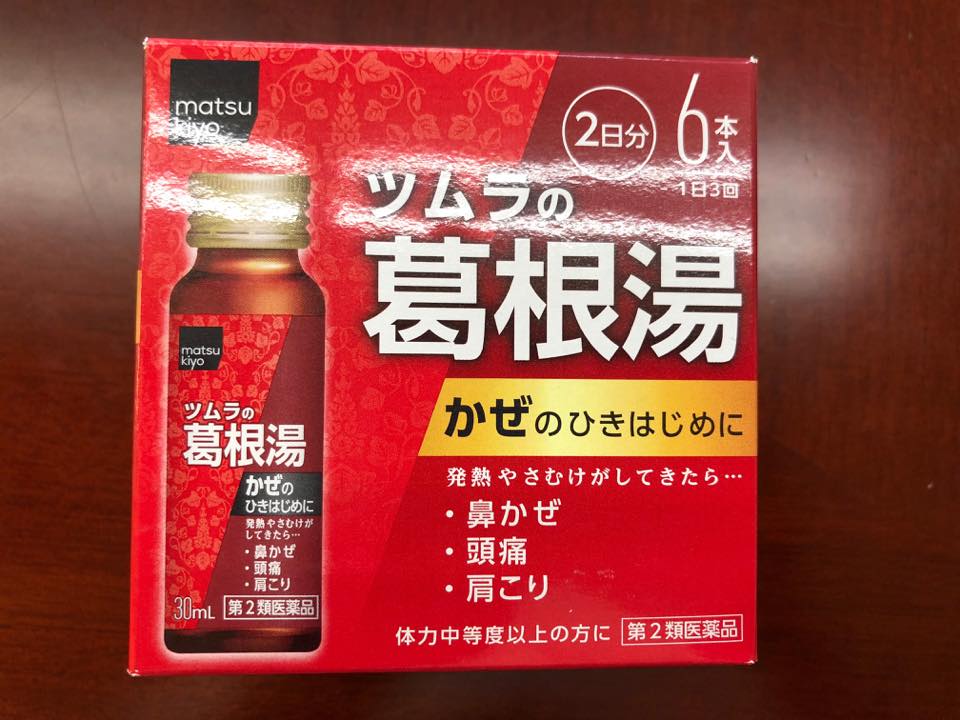 matsu
kiyo
2日分
6本入
1日3回
ツムラの
葛根湯
かぜのひきはじめに
発熱やさむけがしてきたら…
・鼻かぜ
・頭痛
・肩こり
体力中等度以上の方に
第2類医薬品
matsu
kiyo
ツムラの
葛根湯
かぜの
ひきはじめに
発熱やさむけが
してきたら…
・鼻かぜ
・頭痛
・肩こり
30mL
第2類医薬品